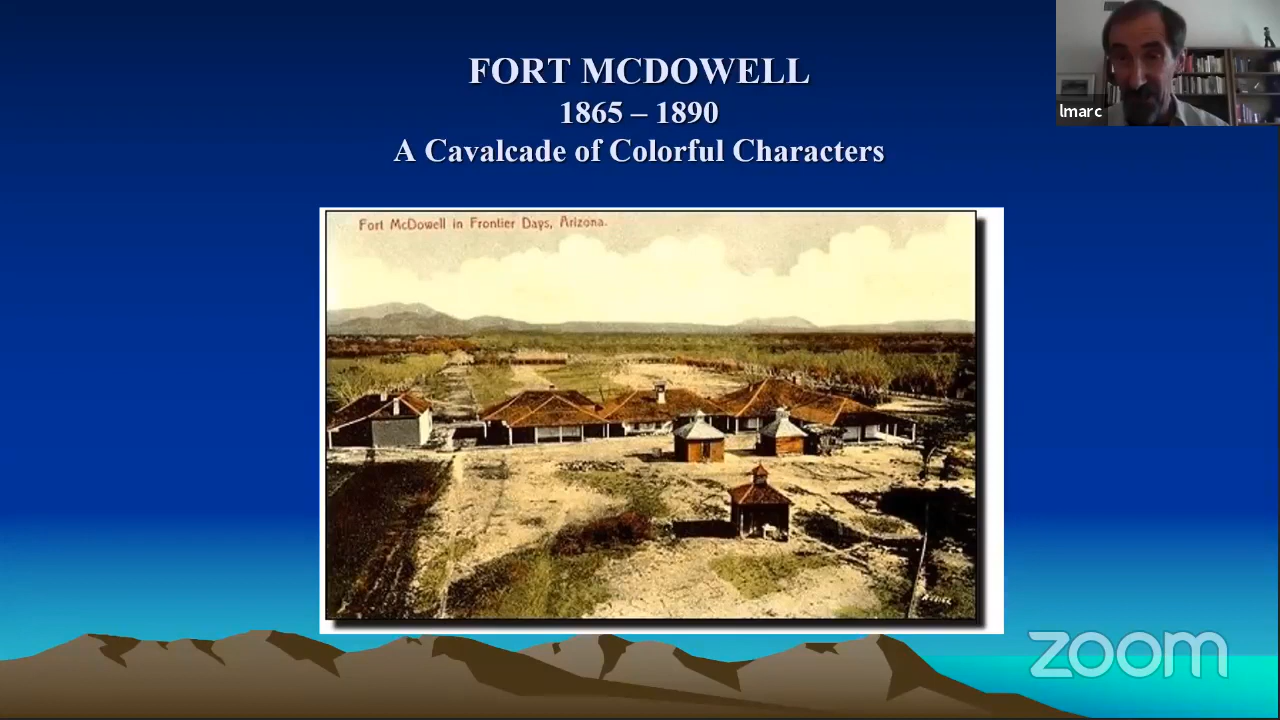 FORT MCDOWELL
1865 – 1890
A Cavalcade of Colorful Characters
lmarc
Fort McDowell in Frontier Days, Arizona.
zoom